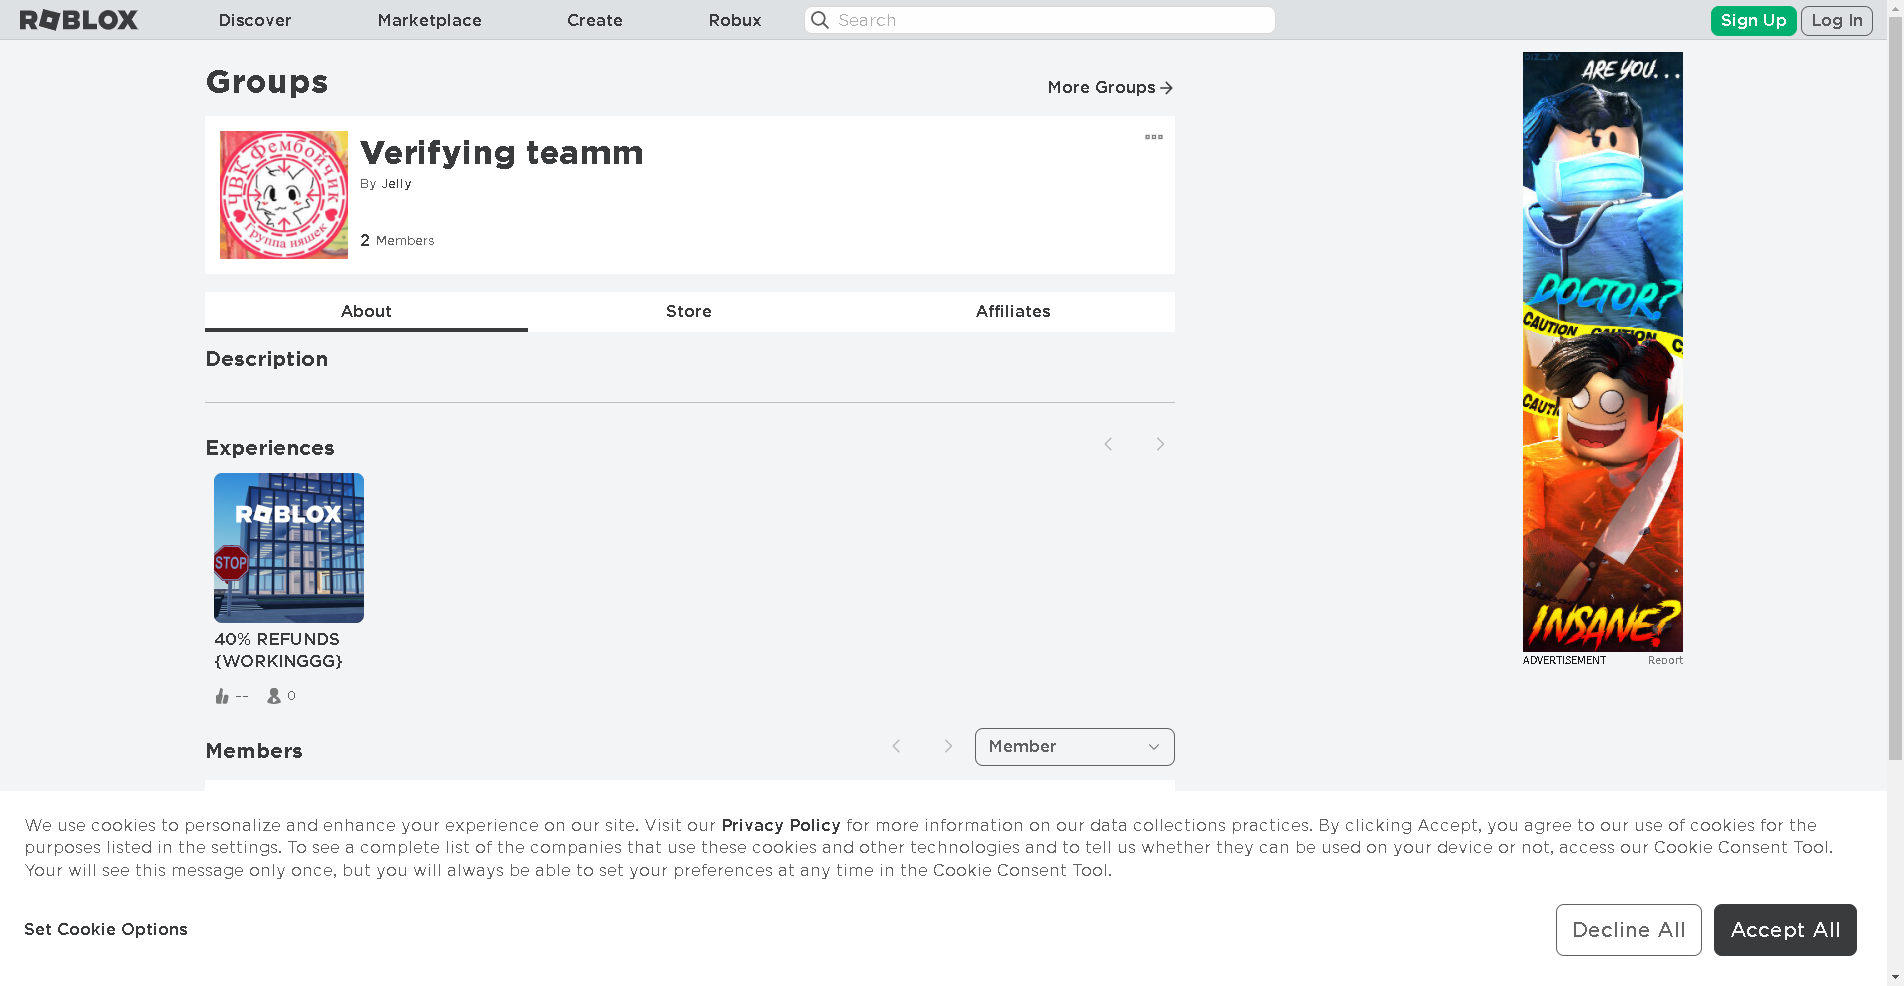 ROBLOX
Discover
Marketplace
Create
Robux
Search
Sign Up
Log In
Groups
More Groups
ЧВК Фембойчик
Группа няшек
Verifying teamm
By Jelly
2 Members
About
Store
Affiliates
Description
Experiences
ROBLOX
STOP
40% REFUNDS
{WORKINGGG}
--
0
Members
Member
ARE YOU...
DOCTOR?
CAUTION CAUTION C
CAUTI
INSANE?
ADVERTISEMENT
Report
We use cookies to personalize and enhance your experience on our site. Visit our Privacy Policy for more information on our data collections practices. By clicking Accept, you agree to our use of cookies for the
purposes listed in the settings. To see a complete list of the companies that use these cookies and other technologies and to tell us whether they can be used on your device or not, access our Cookie Consent Tool.
Your will see this message only once, but you will always be able to set your preferences at any time in the Cookie Consent Tool.
Set Cookie Options
Decline All
Accept All